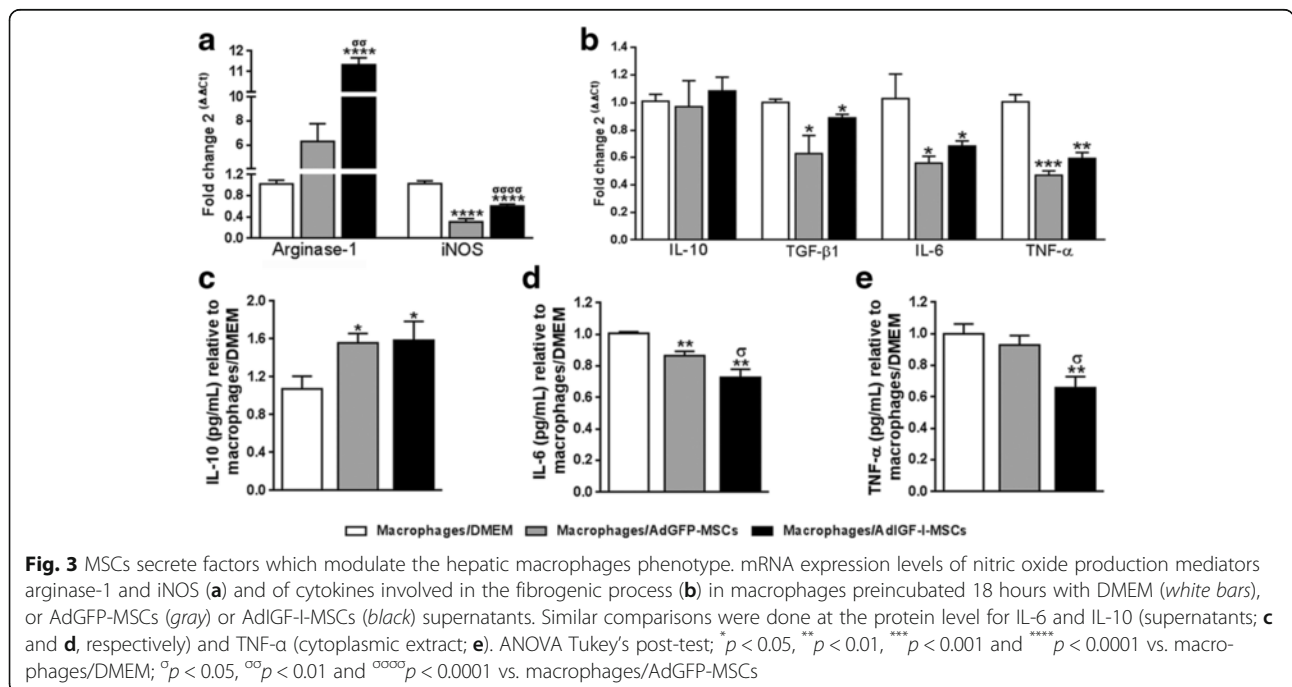 a
Fold change 2 (ΔΔCt)
12
11
10
6
1.2
0.8
0.4
0.0
σσ
****
****
σσσσ
****
Arginase-1
iNOS
b
Fold change 2 (ΔΔCt)
1.4
1.2
1.0
0.8
0.6
0.4
0.2
0.0
*
*
*
*
***
**
IL-10
TGF-β1
IL-6
TNF-α
c
IL-10 (pg/mL) relative to
macrophages/DMEM
2.0
1.6
1.2
0.8
0.4
0.0
*
*
d
IL-6 (pg/mL) relative to
macrophages/DMEM
1.2
1.0
0.8
0.6
0.4
0.2
0.0
**
σ
**
e
TNF-α (pg/mL) relative to
macrophages/DMEM
1.2
1.0
0.8
0.6
0.4
0.2
0.0
σ
**
Macrophages/DMEM Macrophages/AdGFP-MSCs Macrophages/AdIGF-I-MSCs
Fig. 3 MSCs secrete factors which modulate the hepatic macrophages phenotype. mRNA expression levels of nitric oxide production mediators
arginase-1 and iNOS (a) and of cytokines involved in the fibrogenic process (b) in macrophages preincubated 18 hours with DMEM (white bars),
or AdGFP-MSCs (gray) or AdIGF-I-MSCs (black) supernatants. Similar comparisons were done at the protein level for IL-6 and IL-10 (supernatants; c
and d, respectively) and TNF-α (cytoplasmic extract; e). ANOVA Tukey's post-test; *p < 0.05, **p < 0.01, ***p < 0.001 and ****p < 0.0001 vs. macro-
phages/DMEM; σp < 0.05, σσp < 0.01 and σσσσp < 0.0001 vs. macrophages/AdGFP-MSCs